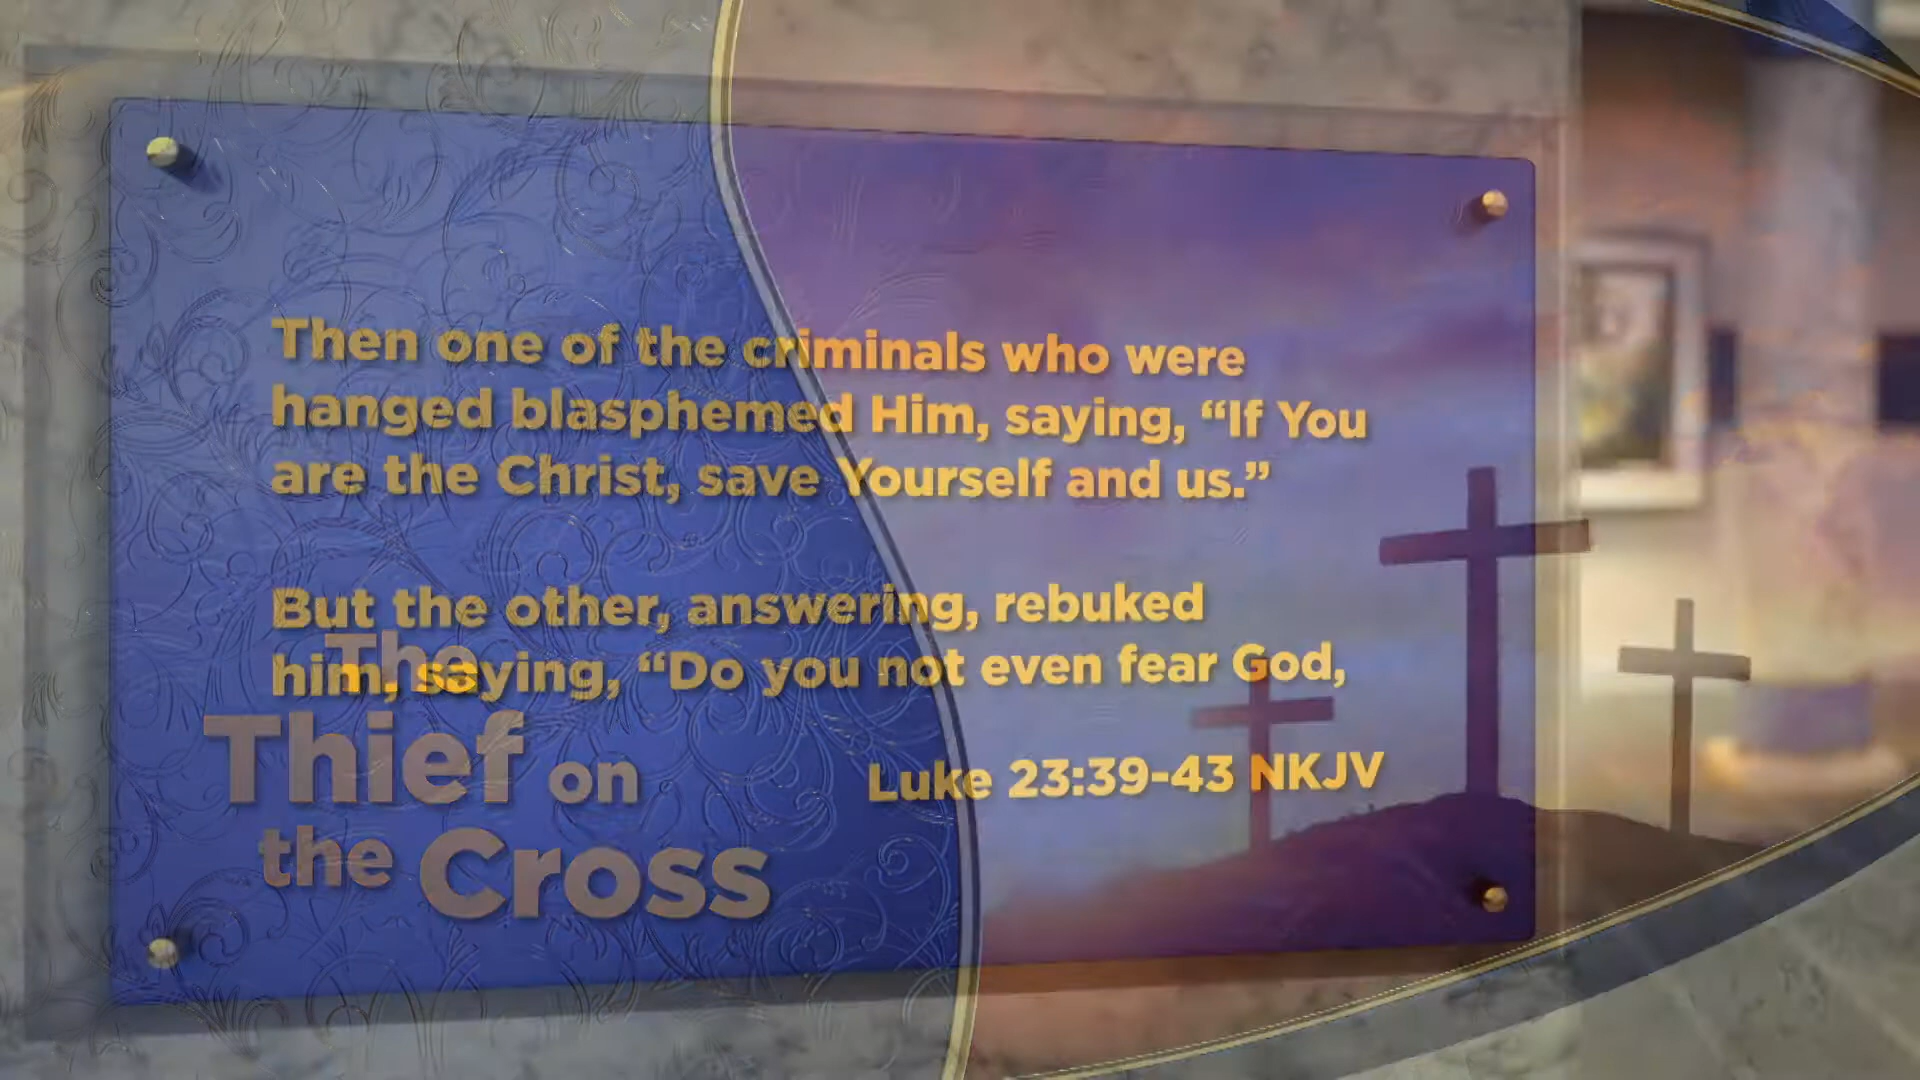 Then one of the criminals who were
hanged blasphemed Him, saying, “If You
are the Christ, save Yourself and us.”
But the other, answering, rebuked
him, saying, “Do you not even fear God,
Luke 23:39-43 NKJV
The
Thief on
the Cross